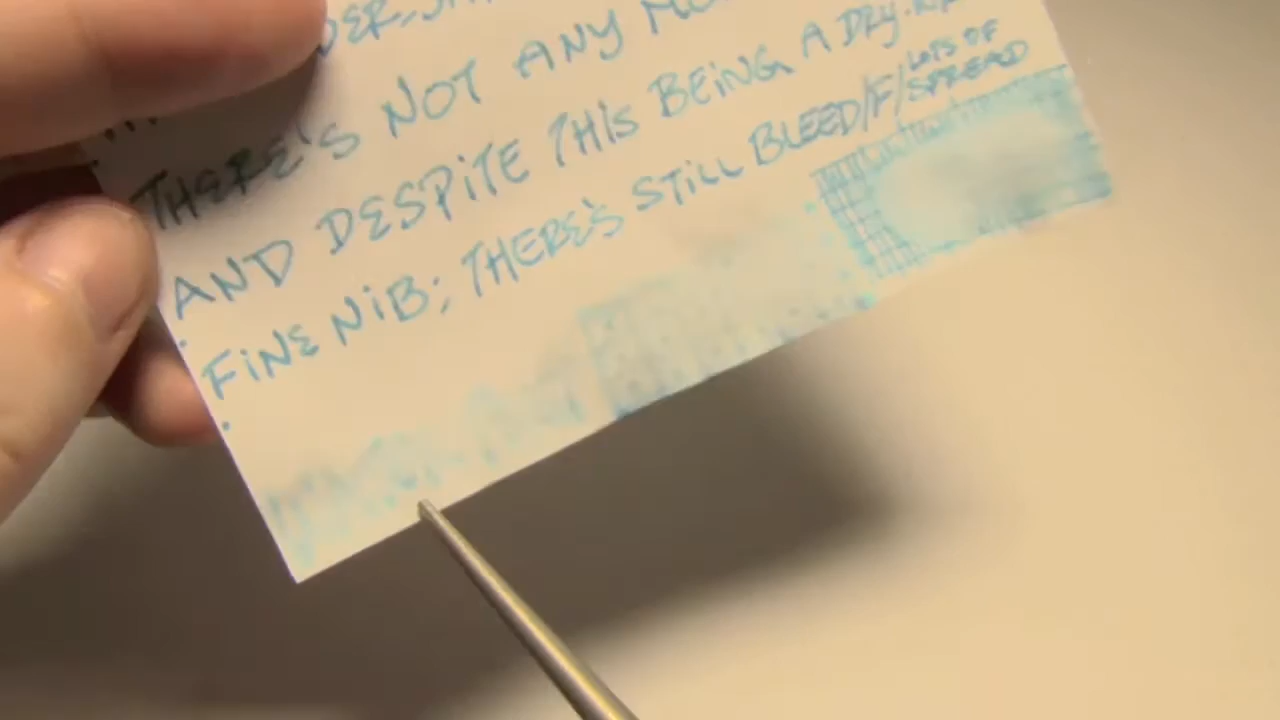 THERE'S NOT ANY
AND DESPITE THIS BEING A DRY
FINE NIB; THERE'S STILL BLEED/F/LOTS OF SPREAD